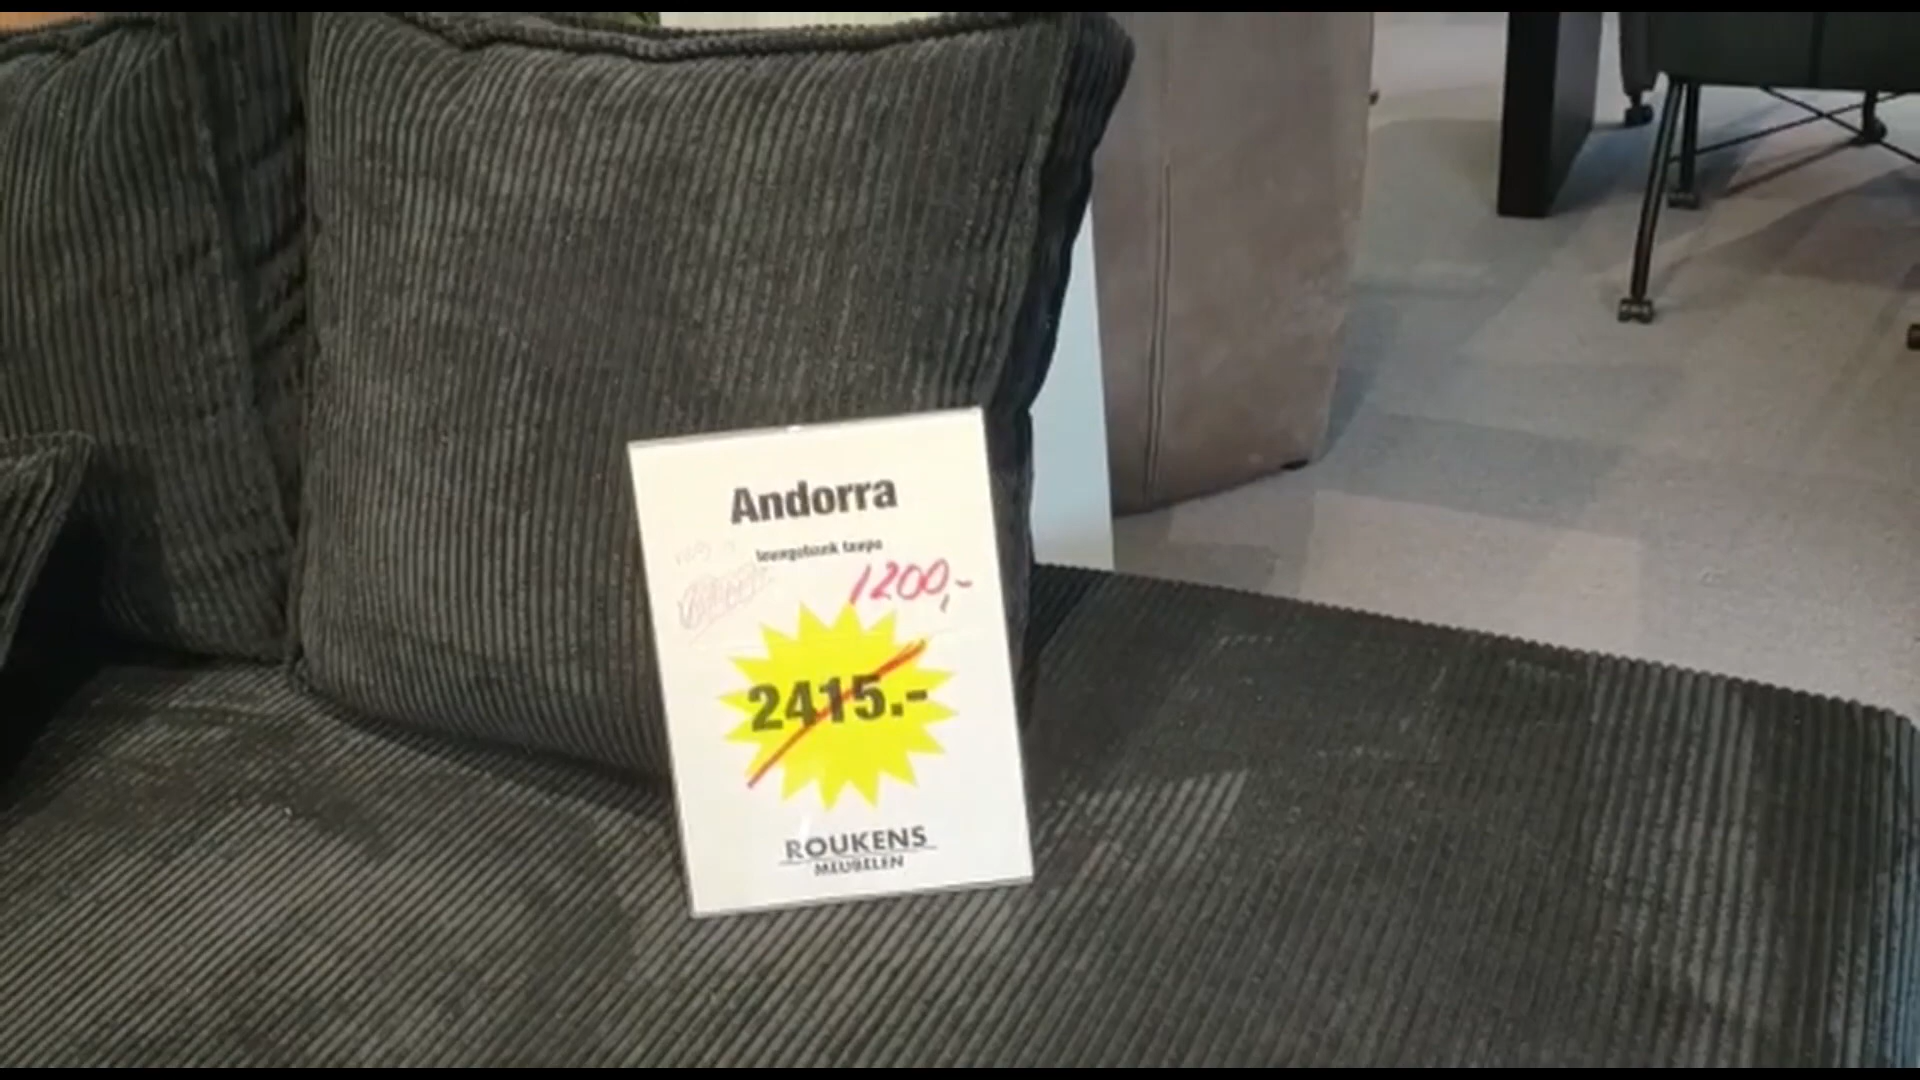 Andorra
loungebank taupe
1200,-
2415.-
ROUKENS
MEUBELEN